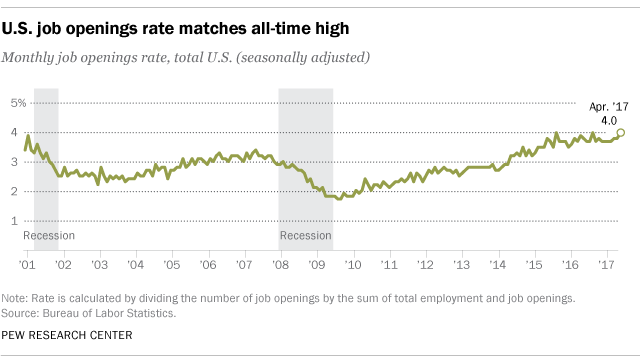 U.S. job openings rate matches all-time high
Monthly job openings rate, total U.S. (seasonally adjusted)
Apr. '17
4.0
5%
4
3
2
1
Recession
Recession
'01 '02 '03 '04 '05 '06 '07 '08 '09 '10 '11 '12 '13 '14 '15 '16 '17
Note: Rate is calculated by dividing the number of job openings by the sum of total employment and job openings.
Source: Bureau of Labor Statistics.
PEW RESEARCH CENTER